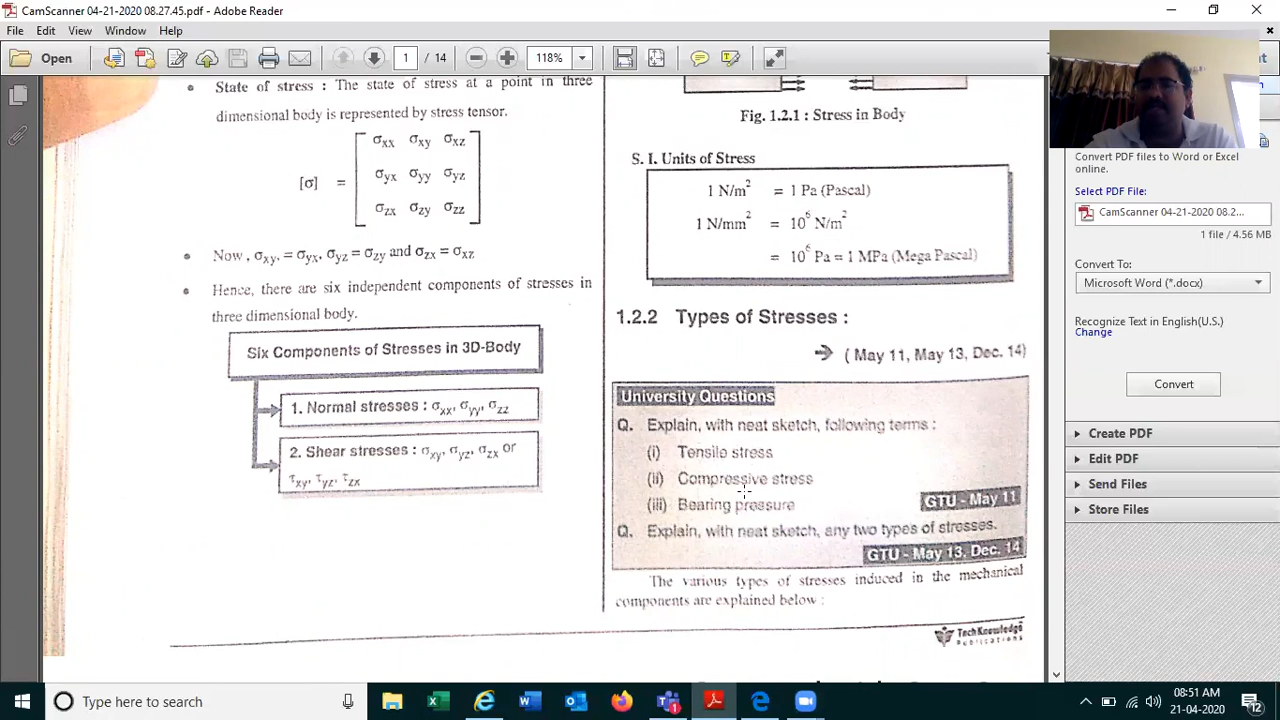 CamScanner 04-21-2020 08.27.45.pdf - Adobe Reader
File Edit View Window Help
Open 1 / 14 118%
State of stress : The state of stress at a point in three
dimensional body is represented by stress tensor.
[σ] =
σxx σxy σxz
σyx σyy σyz
σzx σzy σzz
Now , σxy, = σyx, σyz = σzy and σzx = σxz
Hence, there are six independent components of stresses in
three dimensional body.
Six Components of Stresses in 3D-Body
1. Normal stresses : σxx, σyy, σzz
2. Shear stresses : σxy, σyz, σzx or
τxy, τyz, τzx
Fig. 1.2.1 : Stress in Body
S. I. Units of Stress
1 N/m² = 1 Pa (Pascal)
1 N/mm² = 10⁶ N/m²
= 10⁶ Pa = 1 MPa (Mega Pascal)
1.2.2 Types of Stresses :
( May 11, May 13, Dec. 14)
University Questions
Q. Explain, with neat sketch, following terms :
(i) Tensile stress
(ii) Compressive stress
(iii) Bearing pressure
GTU - May 11
Q. Explain, with neat sketch, any two types of stresses.
GTU - May 13, Dec. 14
The various types of stresses induced in the mechanical
components are explained below :
TechKnowledge
Publications
Convert PDF files to Word or Excel
online.
Select PDF File:
CamScanner 04-21-2020 08.2...
1 file / 4.56 MB
Convert To:
Microsoft Word (*.docx)
Recognize Text in English(U.S.)
Change
Convert
Create PDF
Edit PDF
Send Files
Store Files
Type here to search
08:51 AM
21-04-2020
12